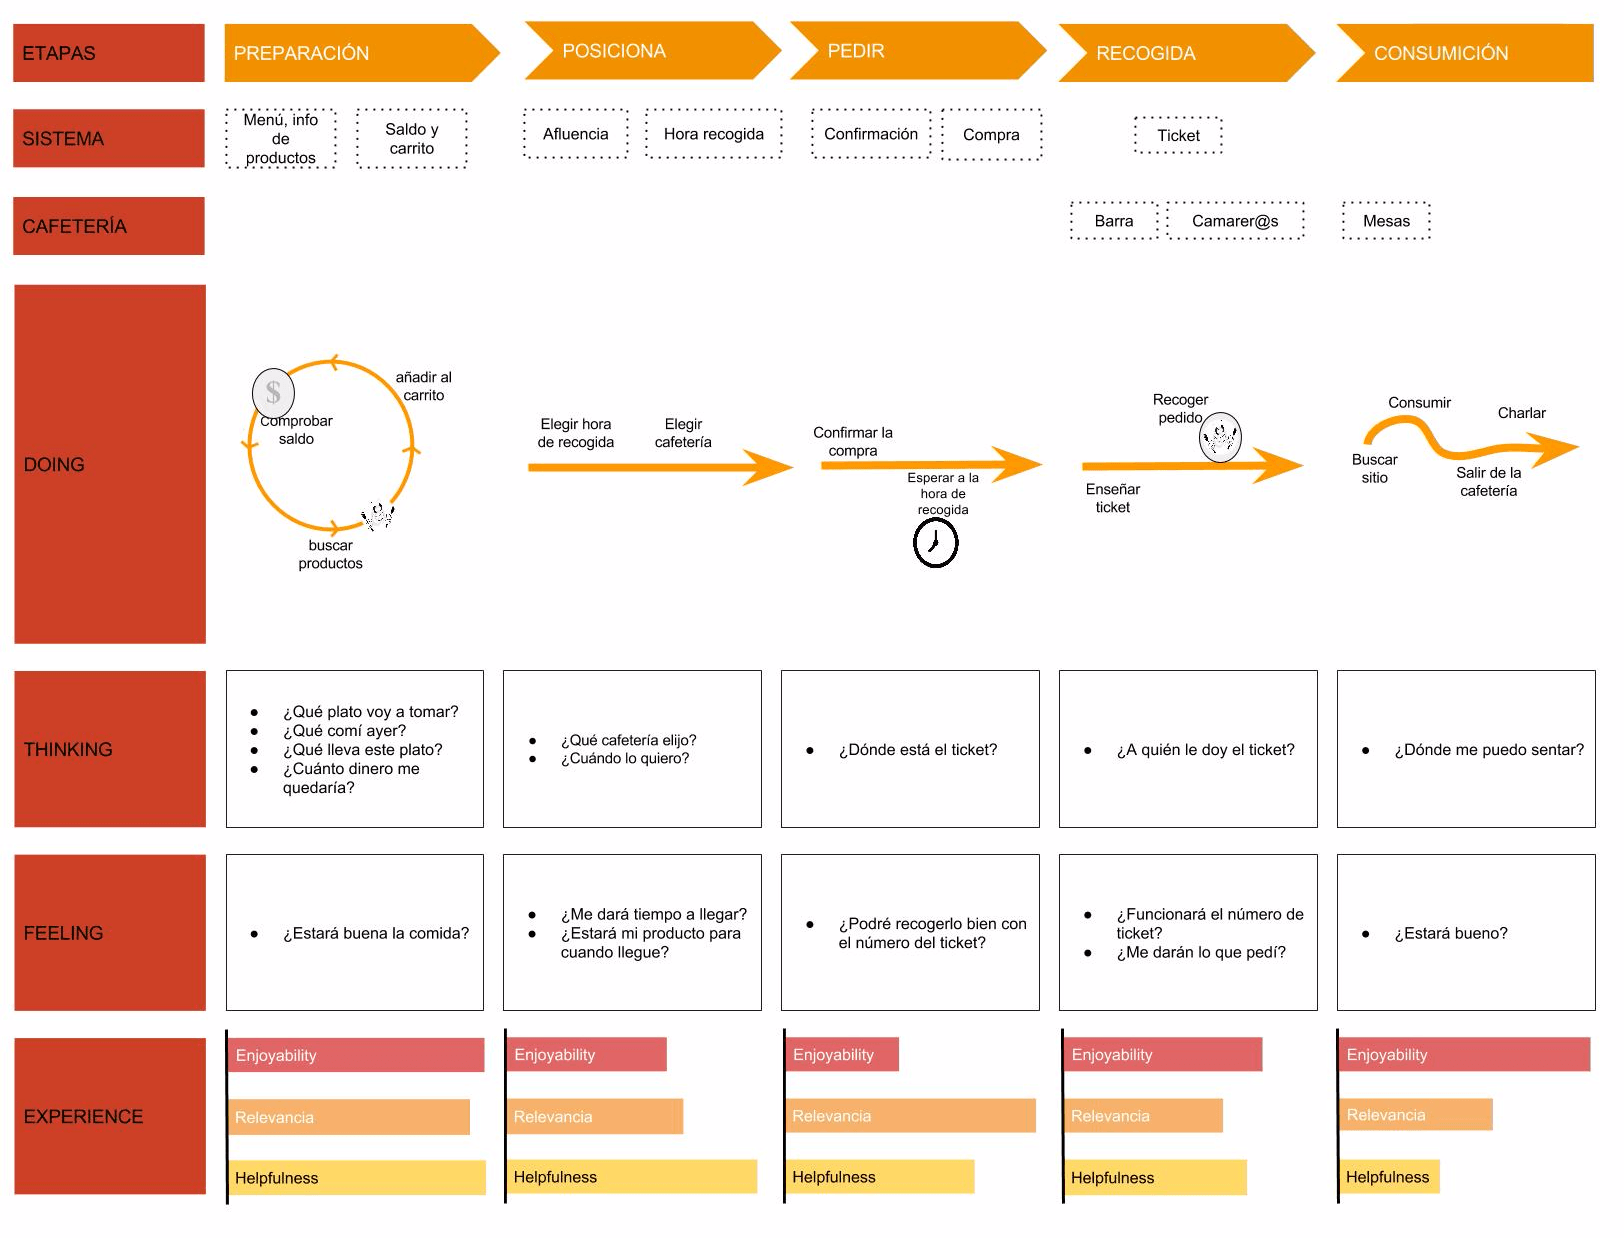 ETAPAS
PREPARACIÓN
POSICIONA
PEDIR
RECOGIDA
CONSUMICIÓN
SISTEMA
Menú, info
de
productos
Saldo y
carrito
Afluencia
Hora recogida
Confirmación
Compra
Ticket
CAFETERÍA
Barra
Camarer@s
Mesas
DOING
$
Comprobar
saldo
añadir al
carrito
buscar
productos
Elegir hora
de recogida
Elegir
cafetería
Confirmar la
compra
Esperar a la
hora de
recogida
Recoger
pedido
Enseñar
ticket
Buscar
sitio
Consumir
Salir de la
cafetería
Charlar
THINKING
● ¿Qué plato voy a tomar?
● ¿Qué comí ayer?
● ¿Qué lleva este plato?
● ¿Cuánto dinero me
quedaría?
● ¿Qué cafetería elijo?
● ¿Cuándo lo quiero?
● ¿Dónde está el ticket?
● ¿A quién le doy el ticket?
● ¿Dónde me puedo sentar?
FEELING
● ¿Estará buena la comida?
● ¿Me dará tiempo a llegar?
● ¿Estará mi producto para
cuando llegue?
● ¿Podré recogerlo bien con
el número del ticket?
● ¿Funcionará el número de
ticket?
● ¿Me darán lo que pedí?
● ¿Estará bueno?
EXPERIENCE
Enjoyability
Relevancia
Helpfulness
Enjoyability
Relevancia
Helpfulness
Enjoyability
Relevancia
Helpfulness
Enjoyability
Relevancia
Helpfulness
Enjoyability
Relevancia
Helpfulness